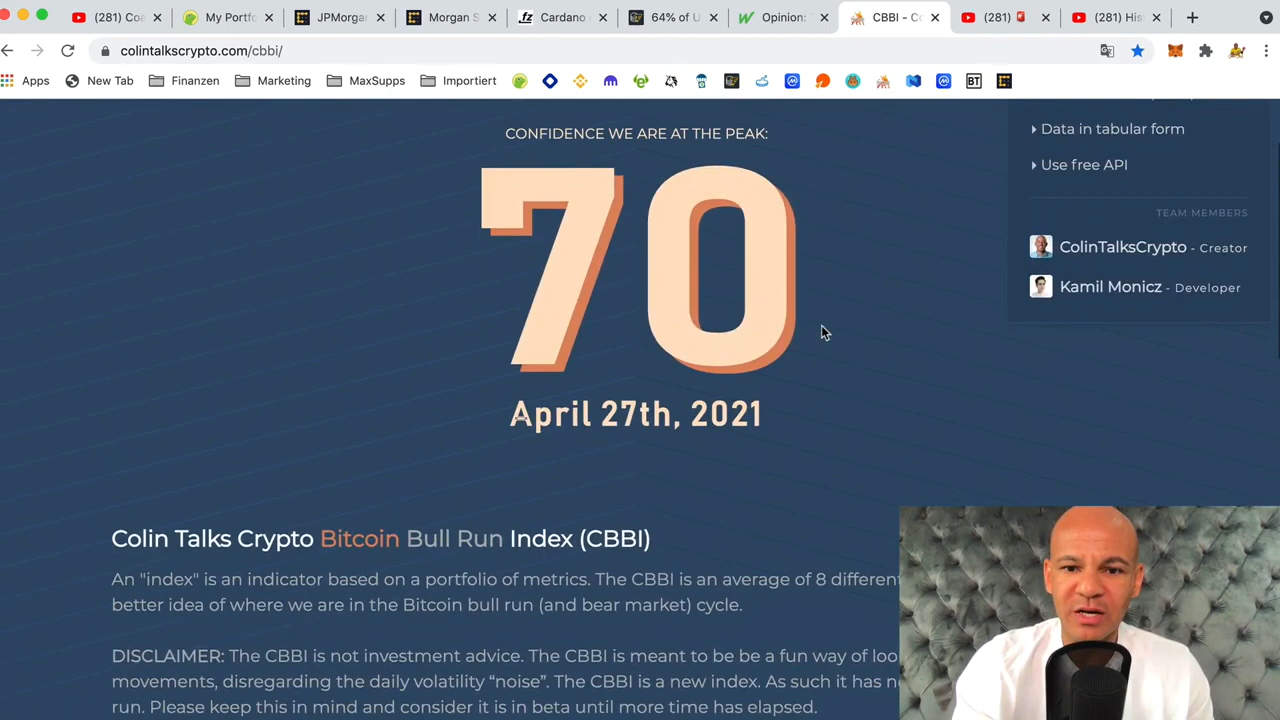 (281) Coa
My Portfo
JPMorgan
Morgan S
Cardano
64% of U
Opinion:
CBBI - C
(281)
(281) His
colintalkscrypto.com/cbbi/
Apps
New Tab
Finanzen
Marketing
MaxSupps
Importiert
BT
CONFIDENCE WE ARE AT THE PEAK:
70
April 27th, 2021
Data in tabular form
Use free API
TEAM MEMBERS
ColinTalksCrypto - Creator
Kamil Monicz - Developer
Colin Talks Crypto Bitcoin Bull Run Index (CBBI)
An "index" is an indicator based on a portfolio of metrics. The CBBI is an average of 8 different
better idea of where we are in the Bitcoin bull run (and bear market) cycle.
DISCLAIMER: The CBBI is not investment advice. The CBBI is meant to be be a fun way of loo
movements, disregarding the daily volatility “noise”. The CBBI is a new index. As such it has n
run. Please keep this in mind and consider it is in beta until more time has elapsed.